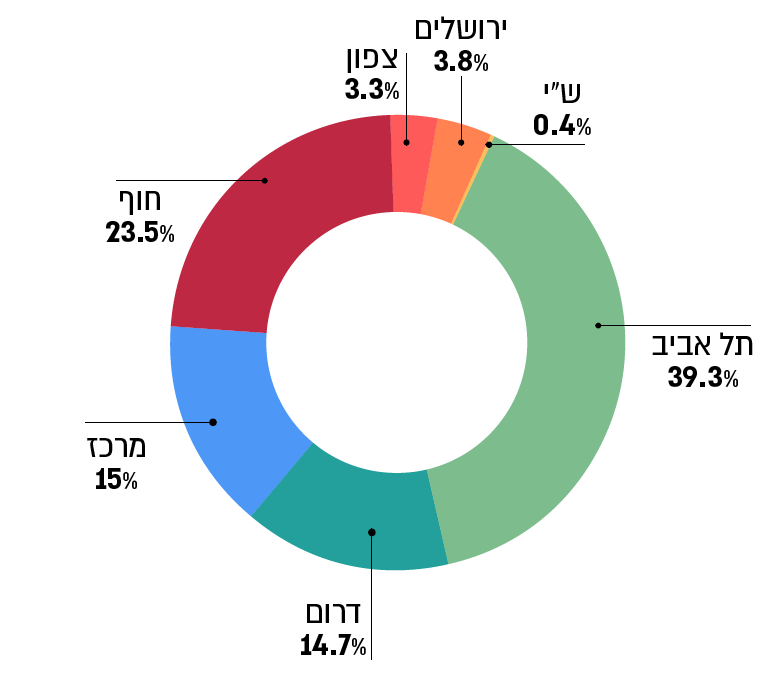 ירושלים
3.8%
צפון
3.3%
ש"י
0.4%
חוף
23.5%
תל אביב
39.3%
מרכז
15%
דרום
14.7%